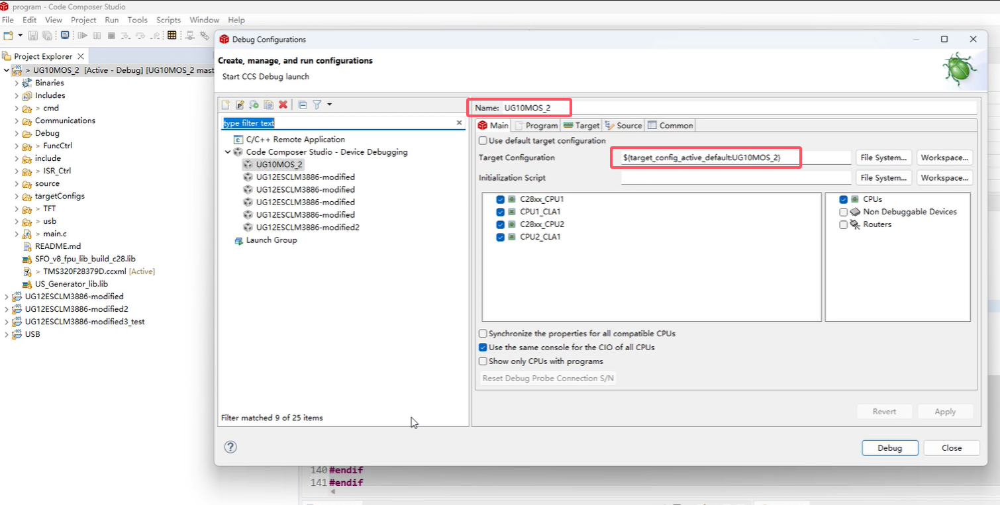 program - Code Composer Studio
File Edit View Project Run Tools Scripts Window Help
Project Explorer
> UG10MOS_2 [Active - Debug] [UG10MOS_2 mast
Binaries
Includes
> cmd
Communications
Debug
> FuncCtrl
include
> ISR_Ctrl
source
targetConfigs
> TFT
> usb
> main.c
README.md
SFO_v8_fpu_lib_build_c28.lib
> TMS320F28379D.ccxml [Active]
US_Generator_lib.lib
UG12ESCLM3886-modified
UG12ESCLM3886-modified2
UG12ESCLM3886-modified3_test
USB
Debug Configurations
Create, manage, and run configurations
Start CCS Debug launch
type filter text
C/C++ Remote Application
Code Composer Studio - Device Debugging
UG10MOS_2
UG12ESCLM3886-modified
UG12ESCLM3886-modified
UG12ESCLM3886-modified
UG12ESCLM3886-modified
UG12ESCLM3886-modified2
Launch Group
Filter matched 9 of 25 items
Name: UG10MOS_2
Main Program Target Source Common
Use default target configuration
Target Configuration ${target_config_active_default:UG10MOS_2} File System... Workspace...
Initialization Script File System... Workspace...
C28xx_CPU1
CPU1_CLA1
C28xx_CPU2
CPU2_CLA1
CPUs
Non Debuggable Devices
Routers
Synchronize the properties for all compatible CPUs
Use the same console for the CIO of all CPUs
Show only CPUs with programs
Reset Debug Probe Connection S/N
Revert Apply
Debug Close
140 #endif
141 #endif